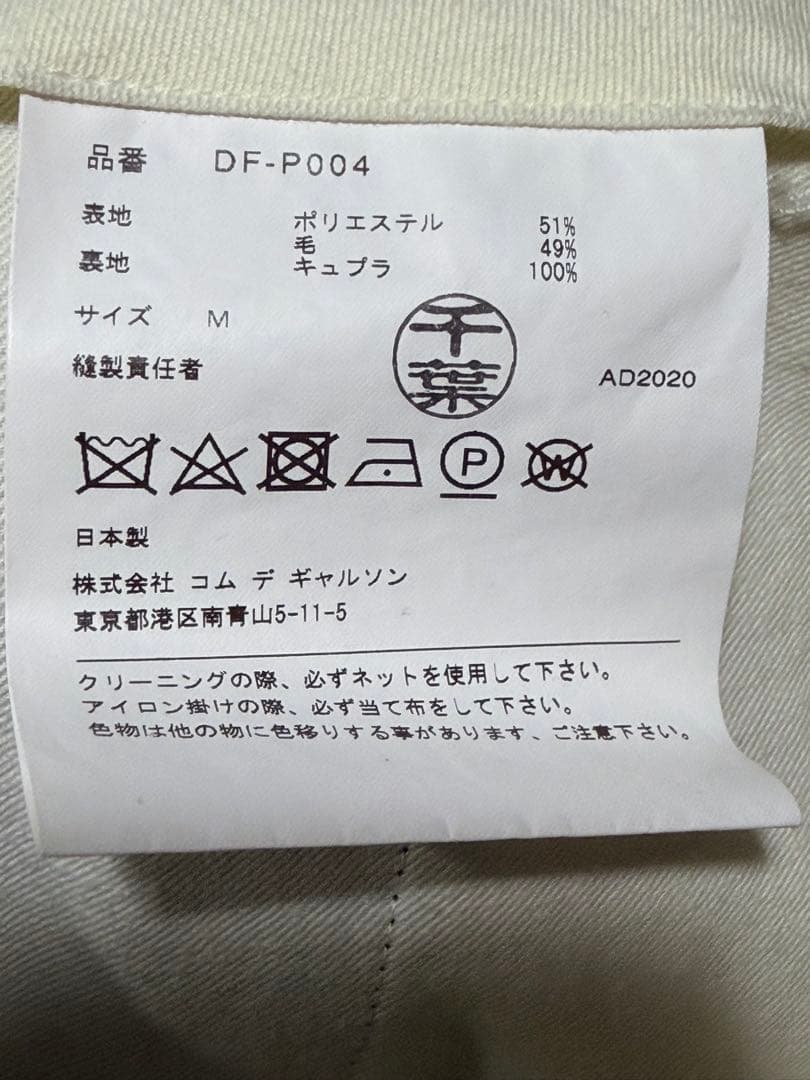 品番 DF-P004
表地 ポリエステル 51%
毛 49%
裏地 キュプラ 100%
サイズ M
縫製責任者 千葉 AD2020
P W
日本製
株式会社 コム デ ギャルソン
東京都港区南青山5-11-5
クリーニングの際、必ずネットを使用して下さい。
アイロン掛けの際、必ず当て布をして下さい。
色物は他の物に色移りする事があります、ご注意下さい。